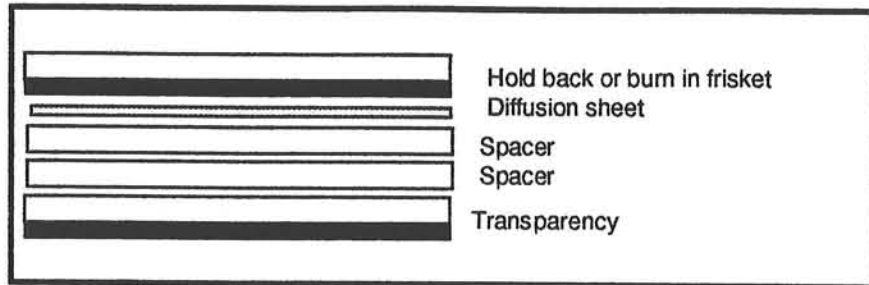 Hold back or burn in frisket
Diffusion sheet
Spacer
Spacer
Transparency